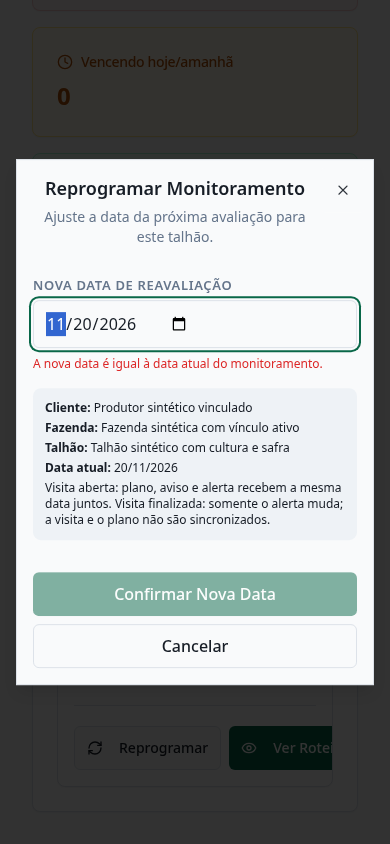 Vencendo hoje/amanhã
0
Reprogramar Monitoramento
Ajuste a data da próxima avaliação para
este talhão.
NOVA DATA DE REAVALIAÇÃO
11/20/2026
A nova data é igual à data atual do monitoramento.
Cliente: Produtor sintético vinculado
Fazenda: Fazenda sintética com vínculo ativo
Talhão: Talhão sintético com cultura e safra
Data atual: 20/11/2026
Visita aberta: plano, aviso e alerta recebem a mesma
data juntos. Visita finalizada: somente o alerta muda;
a visita e o plano não são sincronizados.
Confirmar Nova Data
Cancelar
Reprogramar
Ver